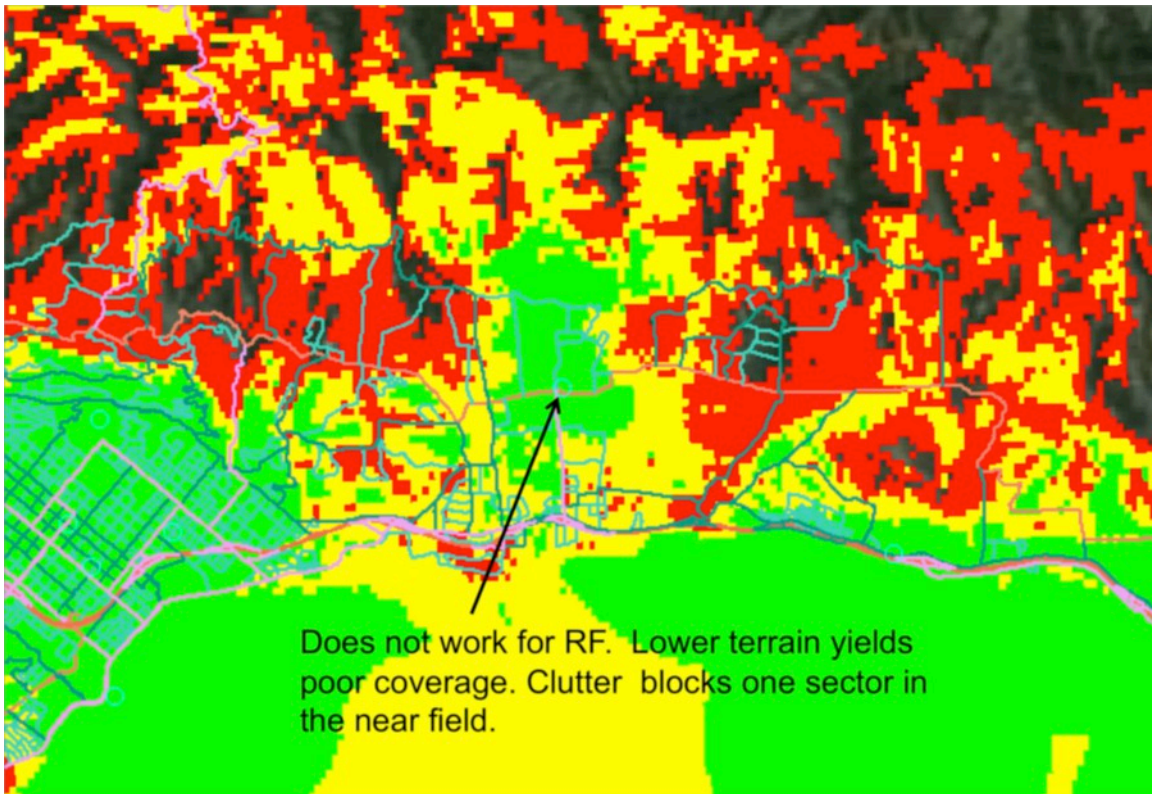 Does not work for RF.  Lower terrain yields
poor coverage. Clutter  blocks one sector in
the near field.